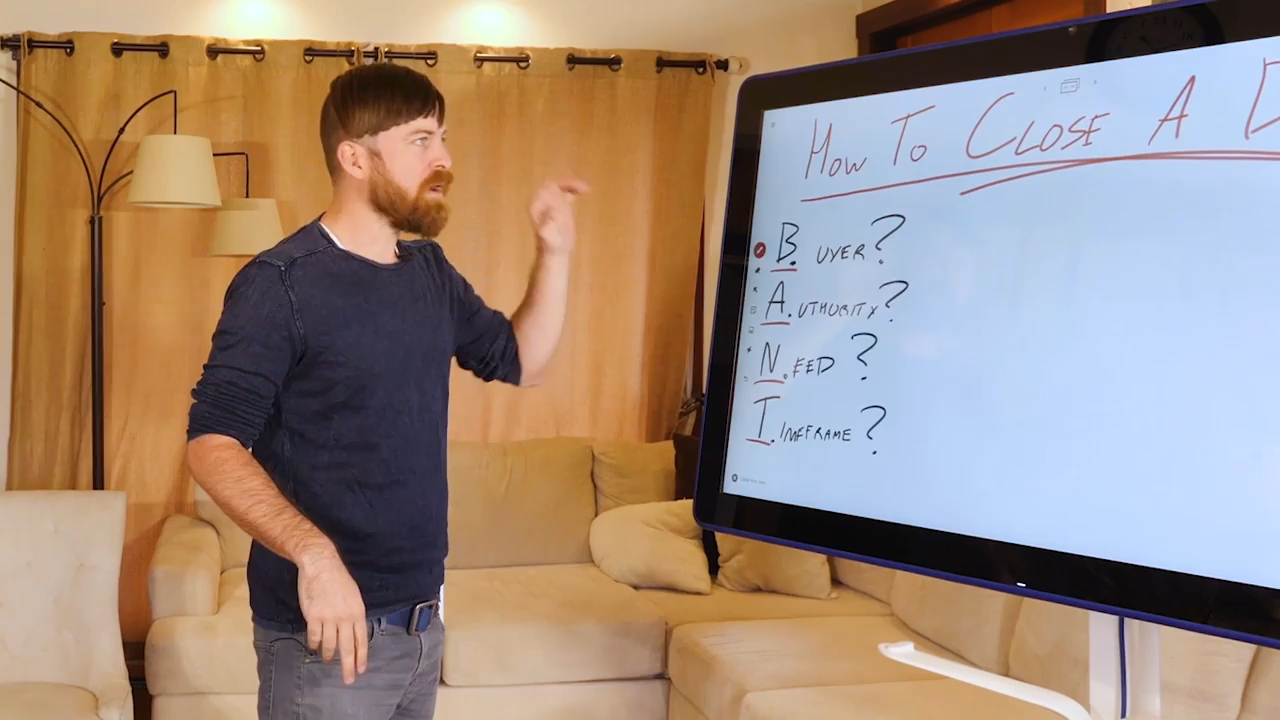 HOW TO CLOSE A D
B. UYER?
A. UTHORITY?
N. EED?
T. IMEFRAME?